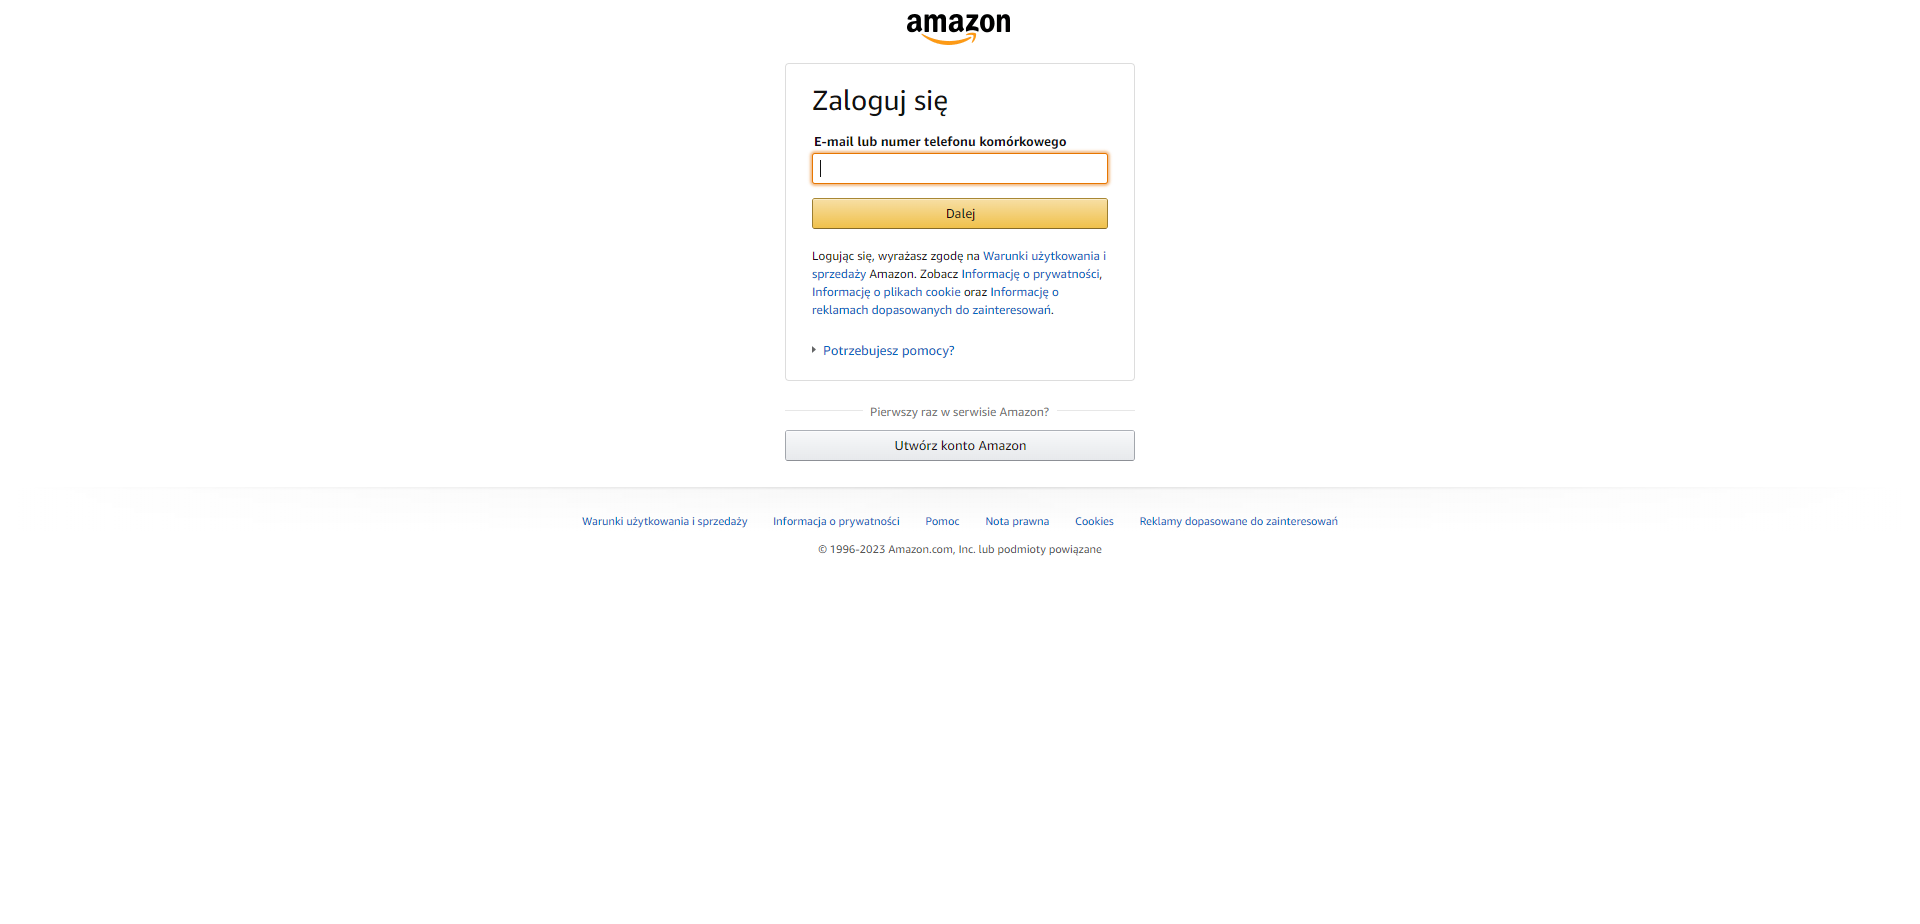 amazon
Zaloguj się
E-mail lub numer telefonu komórkowego
Dalej
Logując się, wyrażasz zgodę na Warunki użytkowania i
sprzedaży Amazon. Zobacz Informację o prywatności,
Informację o plikach cookie oraz Informację o
reklamach dopasowanych do zainteresowań.
Potrzebujesz pomocy?
Pierwszy raz w serwisie Amazon?
Utwórz konto Amazon
Warunki użytkowania i sprzedaży Informacja o prywatności Pomoc Nota prawna Cookies Reklamy dopasowane do zainteresowań
© 1996-2023 Amazon.com, Inc. lub podmioty powiązane